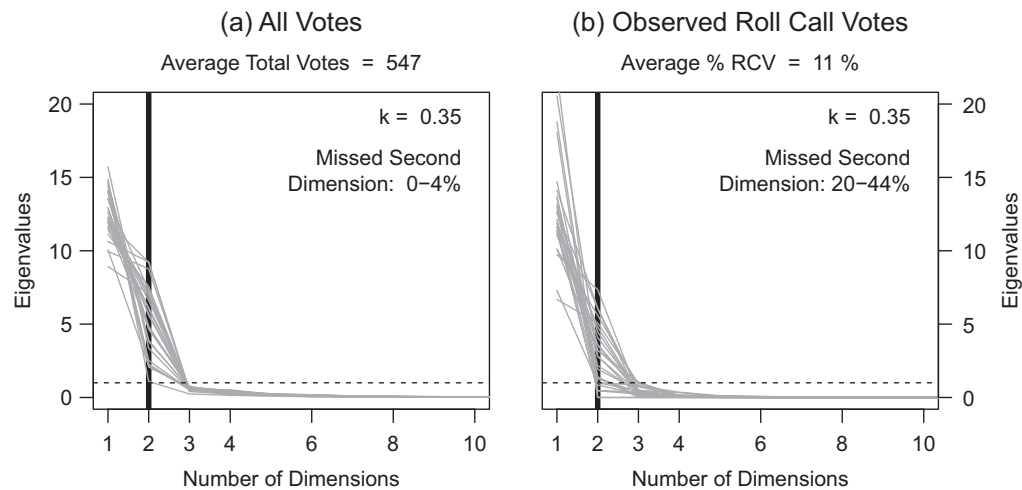 (a) All Votes
Average Total Votes = 547
k = 0.35
Missed Second
Dimension: 0−4%
Eigenvalues
20
15
10
5
0
1 2 3 4 6 8 10
Number of Dimensions
(b) Observed Roll Call Votes
Average % RCV = 11 %
k = 0.35
Missed Second
Dimension: 20−44%
20
15
10
5
0
Eigenvalues
1 2 3 4 6 8 10
Number of Dimensions